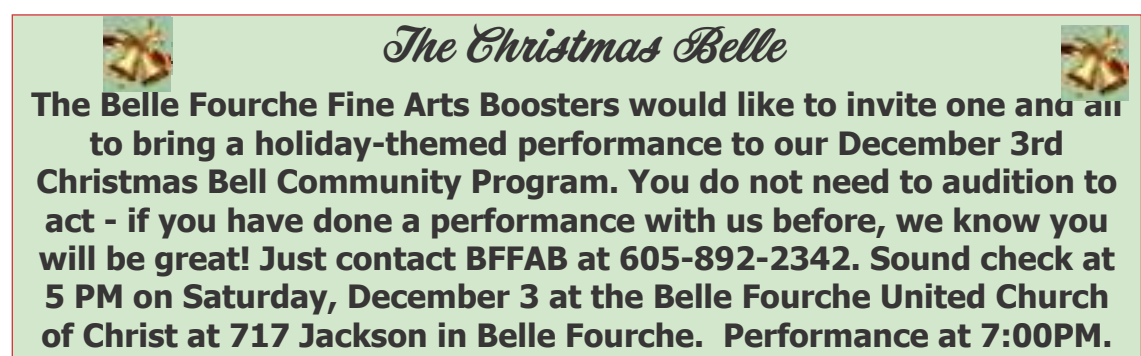 The Christmas Belle
The Belle Fourche Fine Arts Boosters would like to invite one and all
to bring a holiday-themed performance to our December 3rd
Christmas Bell Community Program. You do not need to audition to
act - if you have done a performance with us before, we know you
will be great! Just contact BFFAB at 605-892-2342. Sound check at
5 PM on Saturday, December 3 at the Belle Fourche United Church
of Christ at 717 Jackson in Belle Fourche.  Performance at 7:00PM.